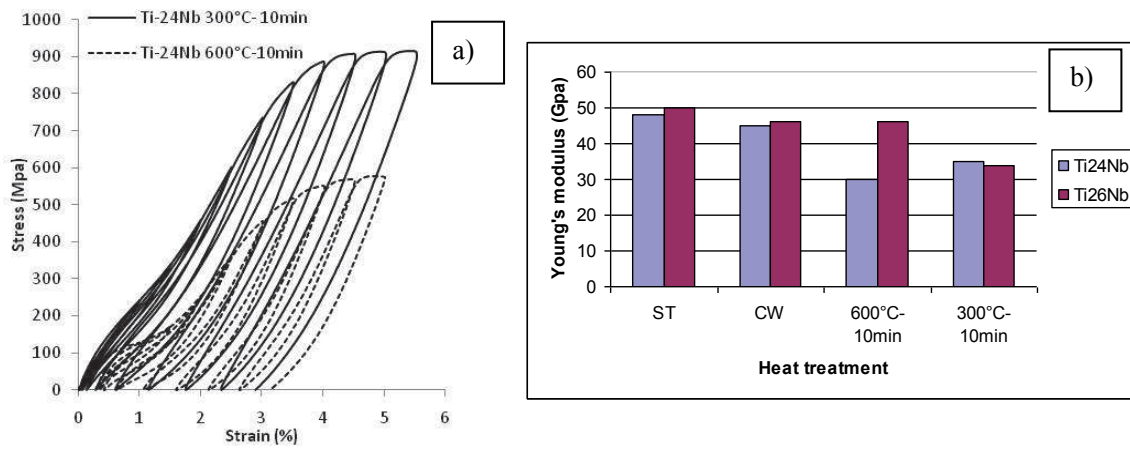 1000
900
800
700
600
500
400
300
200
100
0
Stress (Mpa)
Ti-24Nb 300°C- 10min
Ti-24Nb 600°C-10min
a)
0 1 2 3 4 5 6
Strain (%)
b)
60
50
40
30
20
10
0
Young's modulus (Gpa)
ST CW 600°C- 300°C-
10min 10min
Heat treatment
Ti24Nb
Ti26Nb